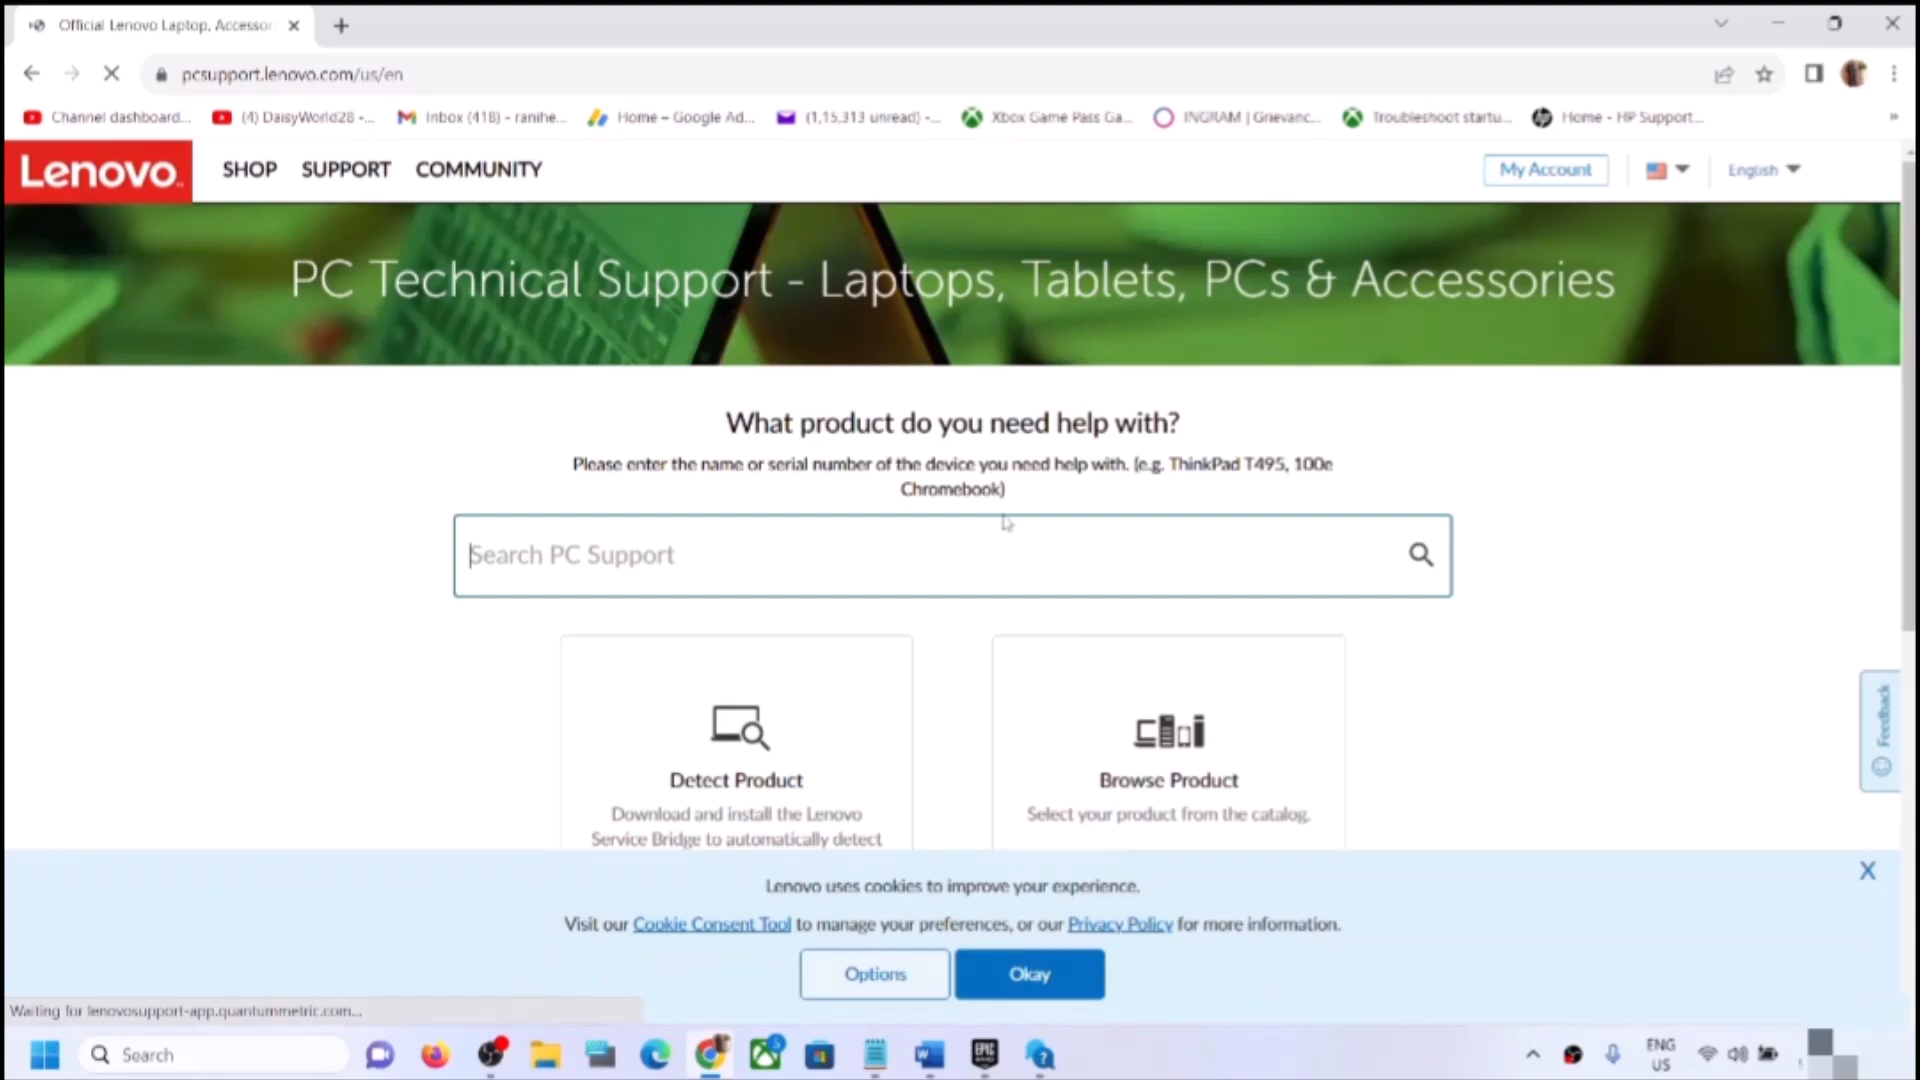 Official Lenovo Laptop, Accessor
pcsupport.lenovo.com/us/en
Channel dashboard...
(4) DaisyWorld28 -...
Inbox (418) - ranihe...
Home – Google Ad...
(1,15,313 unread) -...
Xbox Game Pass Ga...
INGRAM | Grievanc...
Troubleshoot startu...
Home - HP Support...
Lenovo
SHOP
SUPPORT
COMMUNITY
My Account
English
PC Technical Support - Laptops, Tablets, PCs & Accessories
What product do you need help with?
Please enter the name or serial number of the device you need help with. (e.g. ThinkPad T495, 100e
Chromebook)
Search PC Support
Feedback
Detect Product
Browse Product
Download and install the Lenovo
Select your product from the catalog.
Service Bridge to automatically detect
Lenovo uses cookies to improve your experience.
X
Visit our Cookie Consent Tool to manage your preferences, or our Privacy Policy for more information.
Options
Okay
Waiting for lenovosupport-app.quantummetric.com...
Search
5
EPIC
W
ENG
US